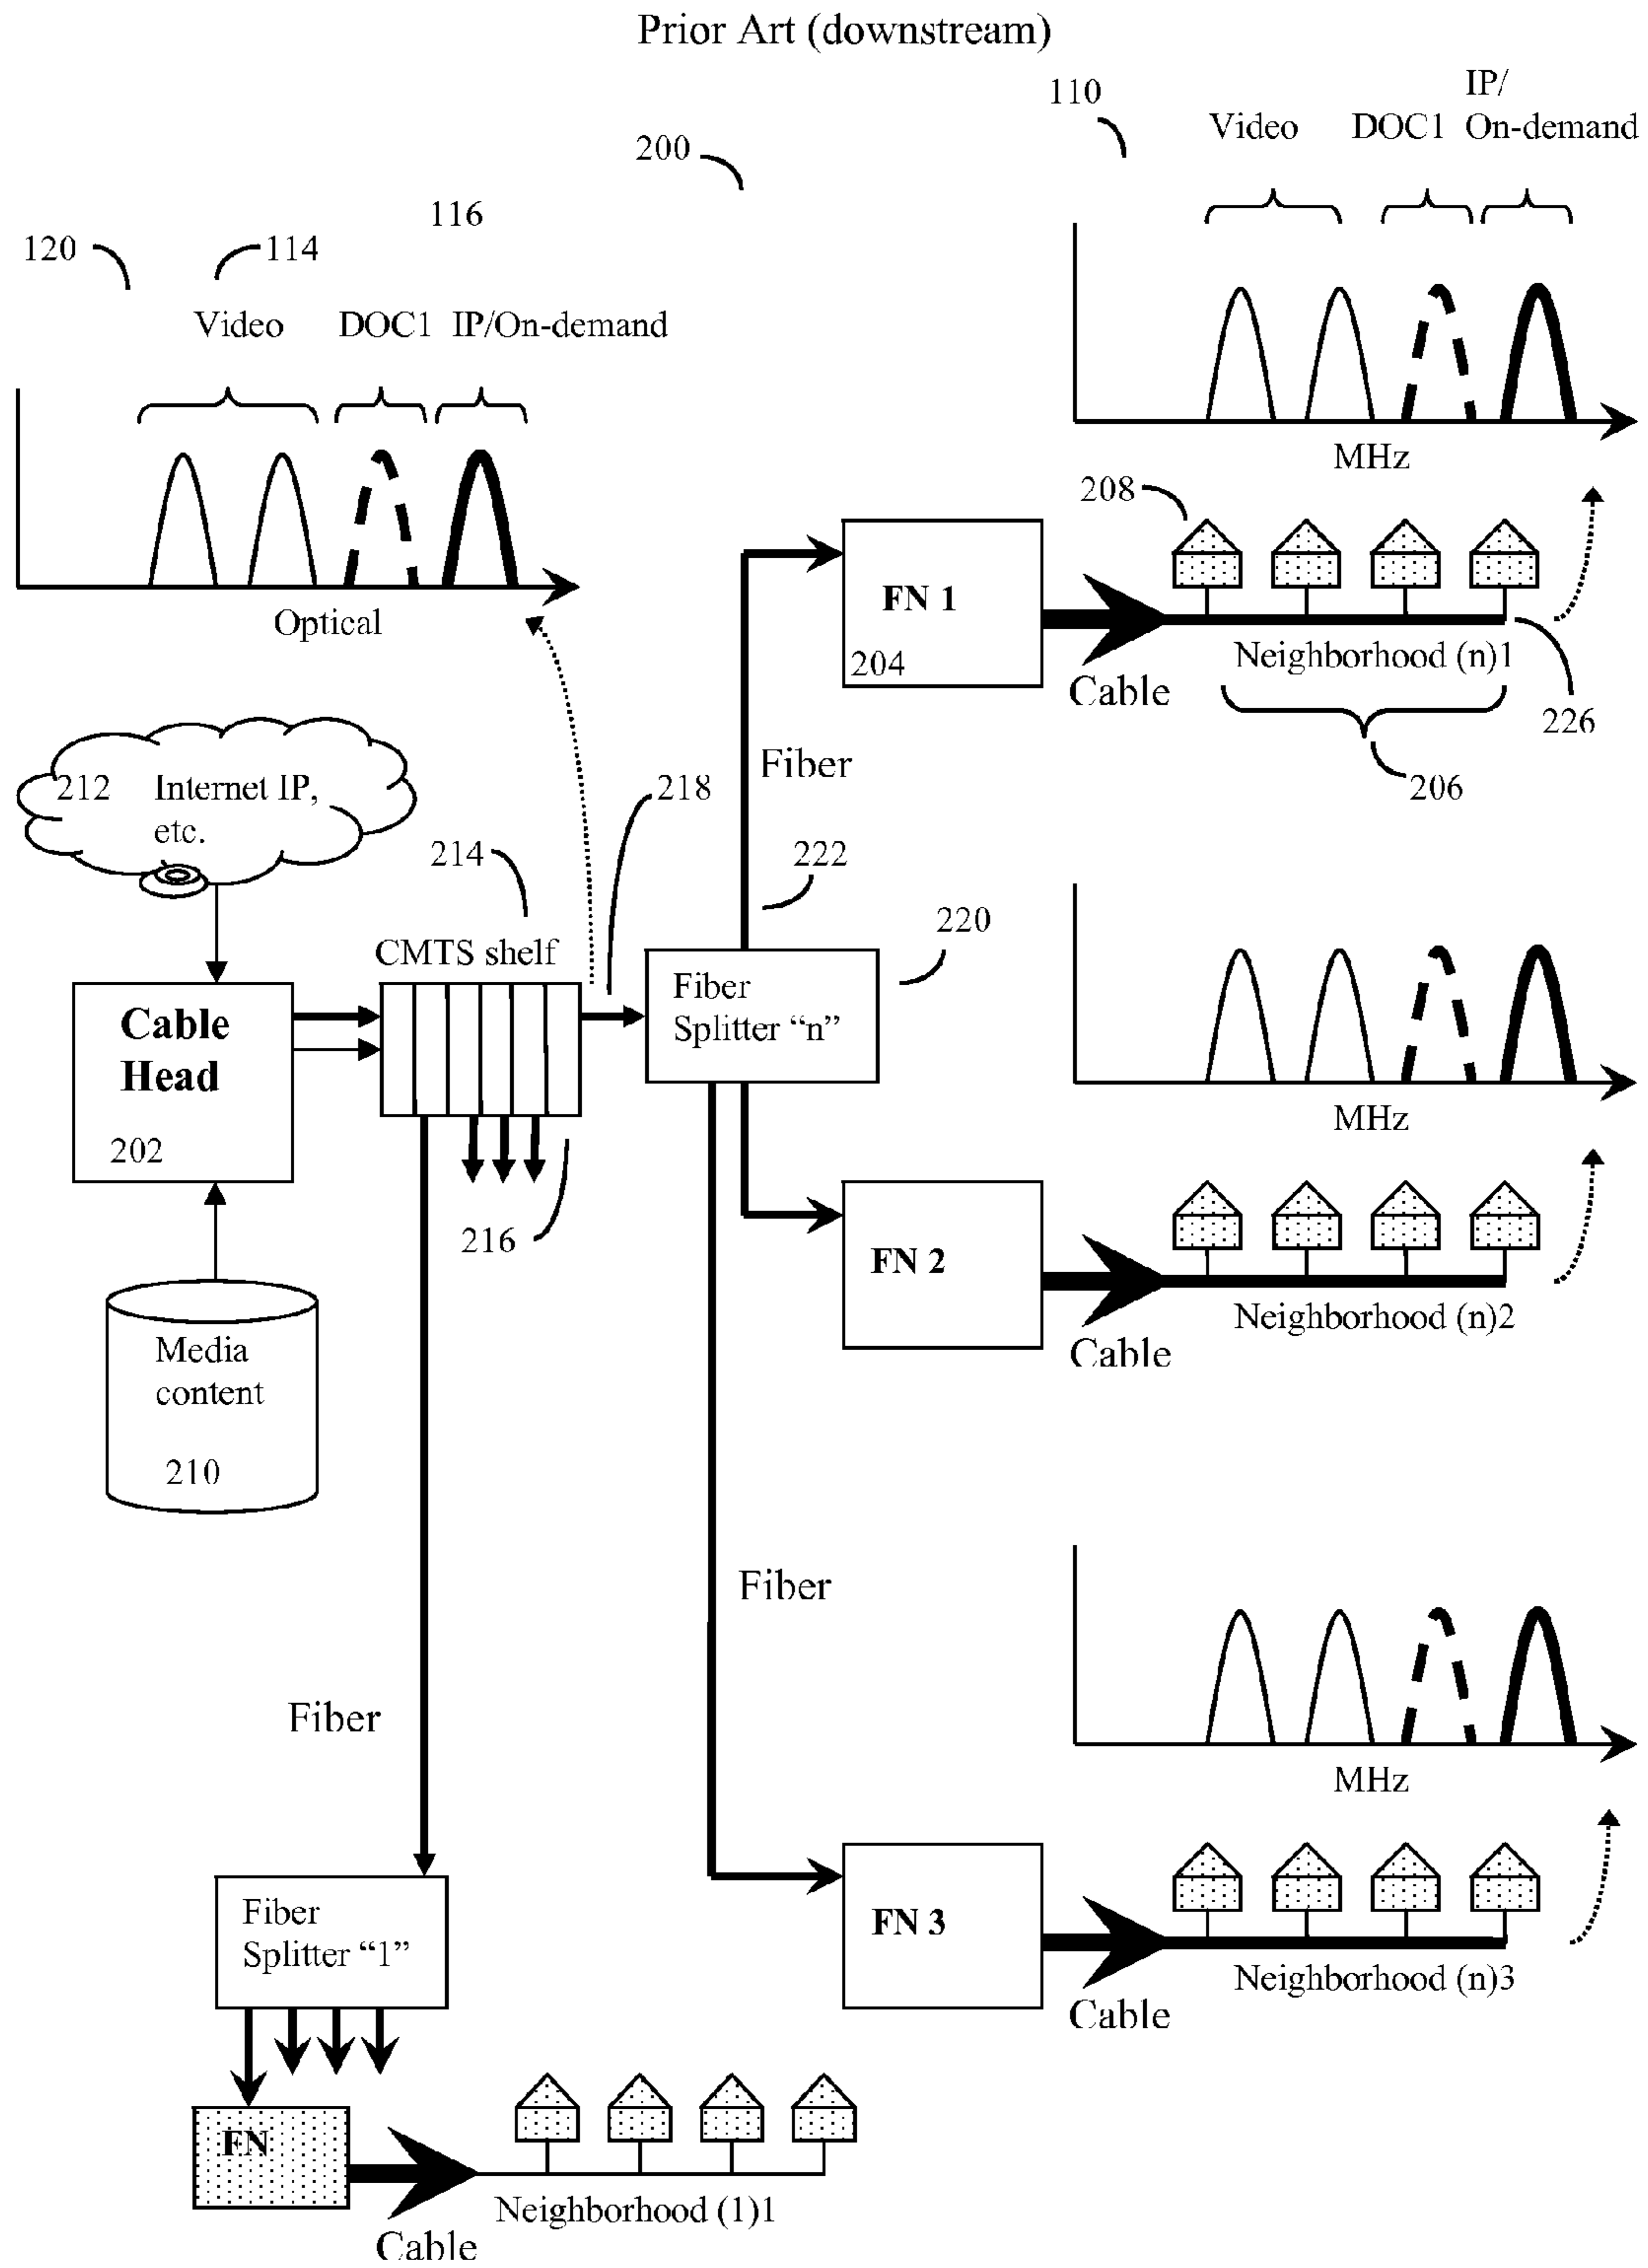 Prior Art (downstream)
110
IP/
Video DOC1 On-demand
200
116
120
114
Video DOC1 IP/On-demand
MHz
208
Optical
FN 1
204
Neighborhood (n)1
Cable
226
Fiber
206
212 Internet IP,
etc.
218
214
222
220
CMTS shelf
Fiber
Splitter “n”
Cable
Head
202
MHz
216
FN 2
Neighborhood (n)2
Cable
Media
content
210
Fiber
Fiber
MHz
Fiber
Splitter “1”
FN 3
Neighborhood (n)3
Cable
FN
Neighborhood (1)1
Cable